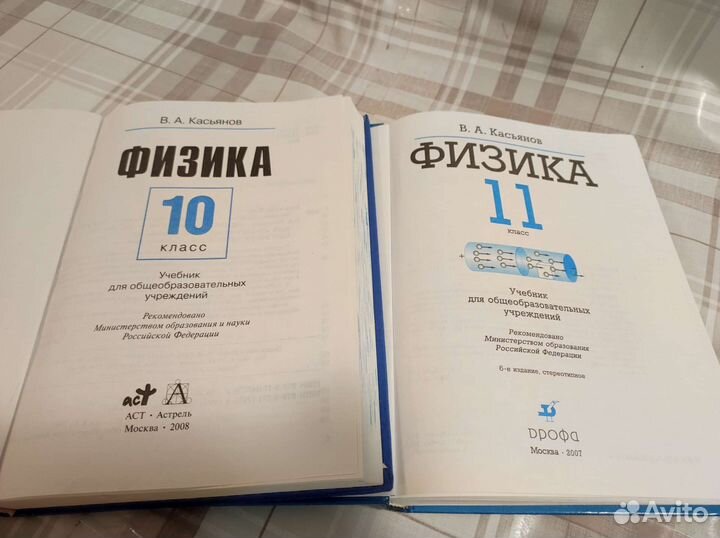 В. А. Касьянов
ФИЗИКА
10
класс
Учебник
для общеобразовательных
учреждений
Рекомендовано
Министерством образования и науки
Российской Федерации
аст А
АСТ • Астрель
Москва • 2008
В. А. Касьянов
ФИЗИКА
11
класс
Учебник
для общеобразовательных
учреждений
Рекомендовано
Министерством образования
Российской Федерации
6-е издание, стереотипное
дрофа
Москва • 2007
Avito